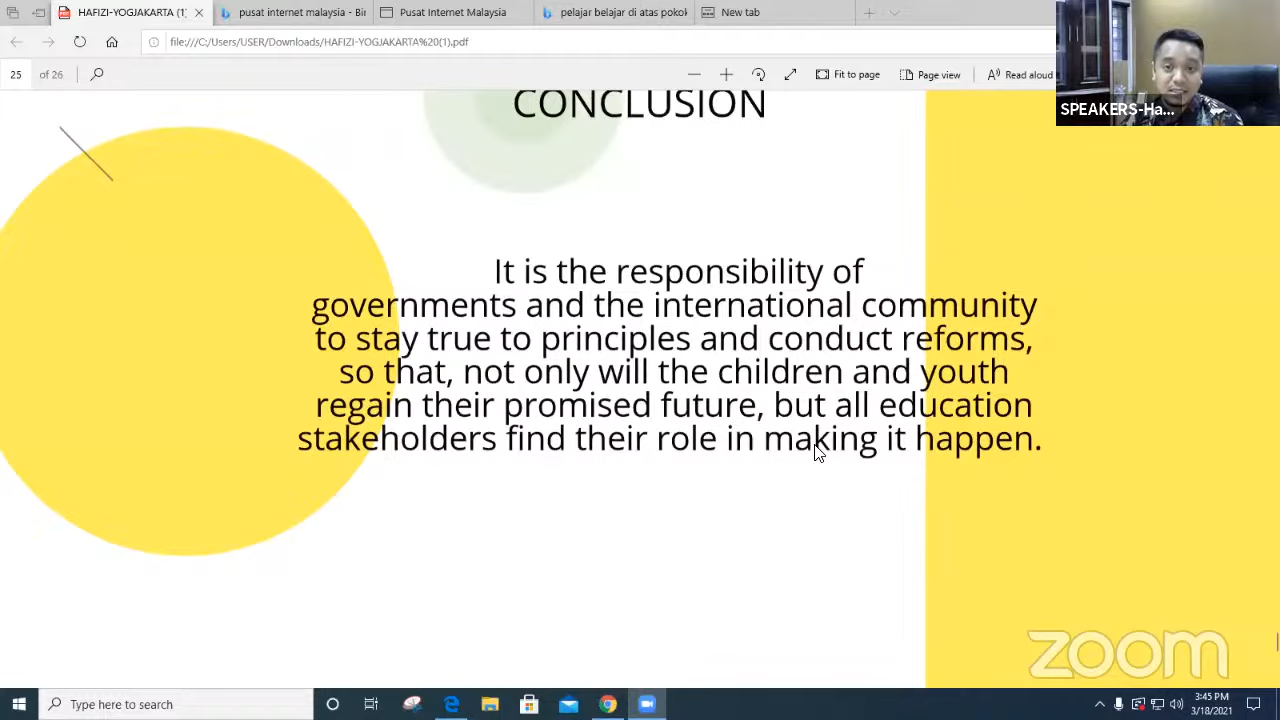 HAFIZI-YOGJAKARTA (1)
pusat internet malaysia - Bi
Pusat Internet Malaysia
pelajar belajar di atas pokok
New tab
file:///C:/Users/USER/Downloads/HAFIZI-YOGJAKARTA%20(1).pdf
25 of 26
Fit to page
Page view
Read aloud
SPEAKERS-Ha...
CONCLUSION
It is the responsibility of
governments and the international community
to stay true to principles and conduct reforms,
so that, not only will the children and youth
regain their promised future, but all education
stakeholders find their role in making it happen.
zoom
Type here to search
3:45 PM
3/18/2021